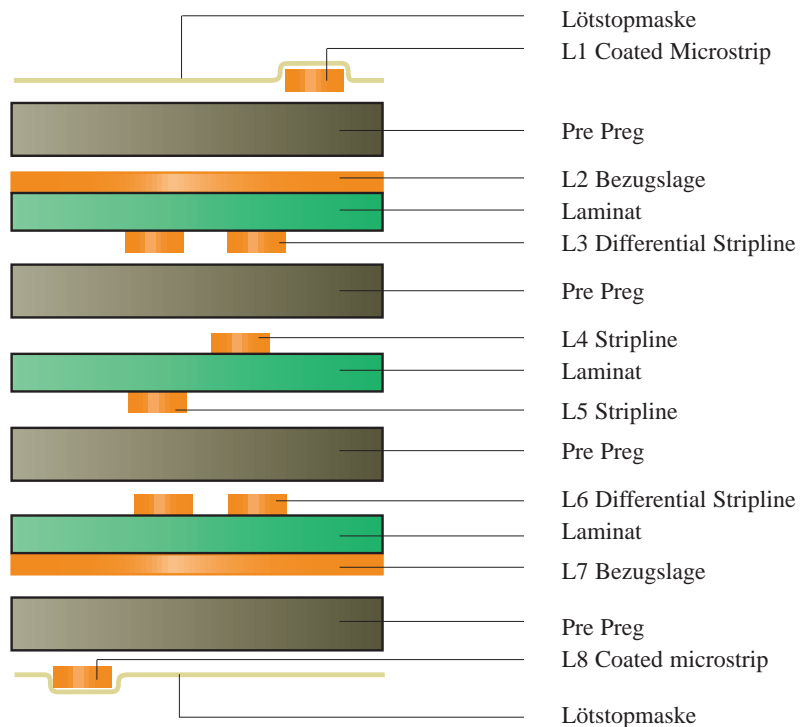 Lötstopmaske
L1 Coated Microstrip
Pre Preg
L2 Bezugslage
Laminat
L3 Differential Stripline
Pre Preg
L4 Stripline
Laminat
L5 Stripline
Pre Preg
L6 Differential Stripline
Laminat
L7 Bezugslage
Pre Preg
L8 Coated microstrip
Lötstopmaske